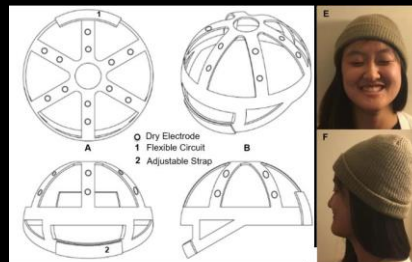 1
E
O Dry Electrode
1 Flexible Circuit
2 Adjustable Strap
A
B
2
F